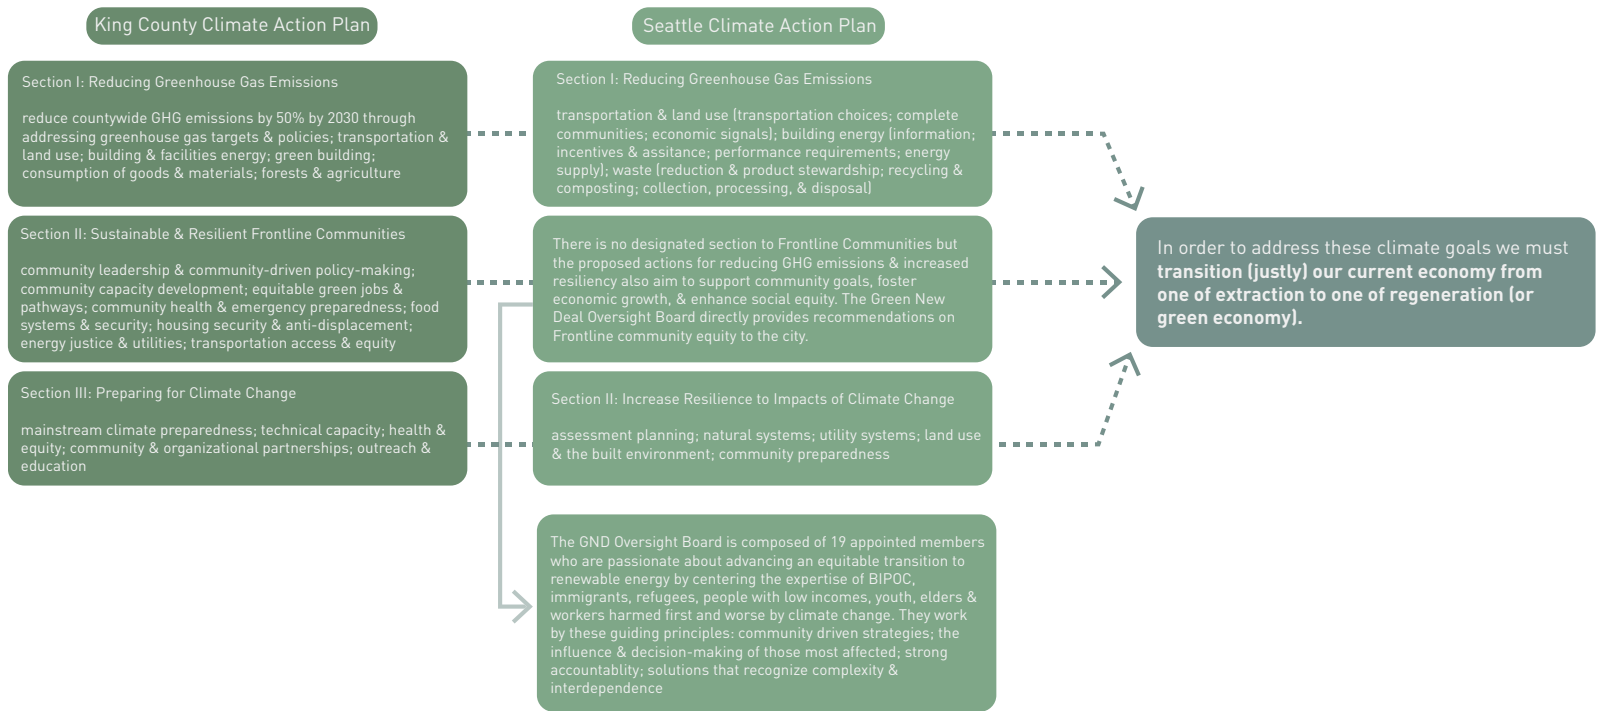 King County Climate Action Plan
Seattle Climate Action Plan
Section I: Reducing Greenhouse Gas Emissions
reduce countywide GHG emissions by 50% by 2030 through
addressing greenhouse gas targets & policies; transportation &
land use; building & facilities energy; green building;
consumption of goods & materials; forests & agriculture
Section I: Reducing Greenhouse Gas Emissions
transportation & land use (transportation choices; complete
communities; economic signals); building energy (information;
incentives & assitance; performance requirements; energy
supply); waste (reduction & product stewardship; recycling &
composting; collection, processing, & disposal)
Section II: Sustainable & Resilient Frontline Communities
community leadership & community-driven policy-making;
community capacity development; equitable green jobs &
pathways; community health & emergency preparedness; food
systems & security; housing security & anti-displacement;
energy justice & utilities; transportation access & equity
There is no designated section to Frontline Communities but
the proposed actions for reducing GHG emissions & increased
resiliency also aim to support community goals, foster
economic growth, & enhance social equity. The Green New
Deal Oversight Board directly provides recommendations on
Frontline community equity to the city.
In order to address these climate goals we must
transition (justly) our current economy from
one of extraction to one of regeneration (or
green economy).
Section III: Preparing for Climate Change
mainstream climate preparedness; technical capacity; health &
equity; community & organizational partnerships; outreach &
education
Section II: Increase Resilience to Impacts of Climate Change
assessment planning; natural systems; utility systems; land use
& the built environment; community preparedness
The GND Oversight Board is composed of 19 appointed members
who are passionate about advancing an equitable transition to
renewable energy by centering the expertise of BIPOC,
immigrants, refugees, people with low incomes, youth, elders &
workers harmed first and worse by climate change. They work
by these guiding principles: community driven strategies; the
influence & decision-making of those most affected; strong
accountablity; solutions that recognize complexity &
interdependence